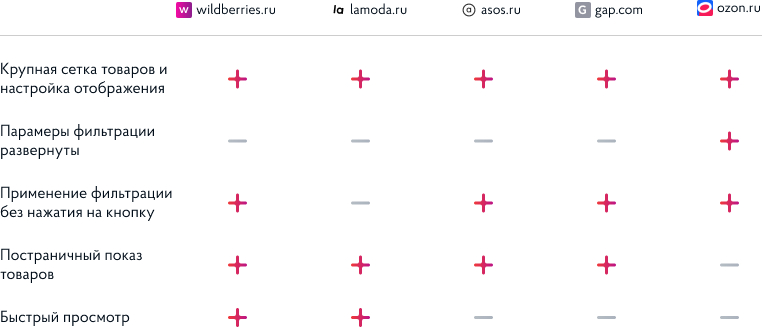 w wildberries.ru la lamoda.ru a asos.ru G gap.com ozon.ru
Крупная сетка товаров и
настройка отображения
+ + + + +
Парамеры фильтрации
развернуты
— — — — +
Применение фильтрации
без нажатия на кнопку
+ — + + +
Постраничный показ
товаров
+ + + + —
Быстрый просмотр
+ + — — —